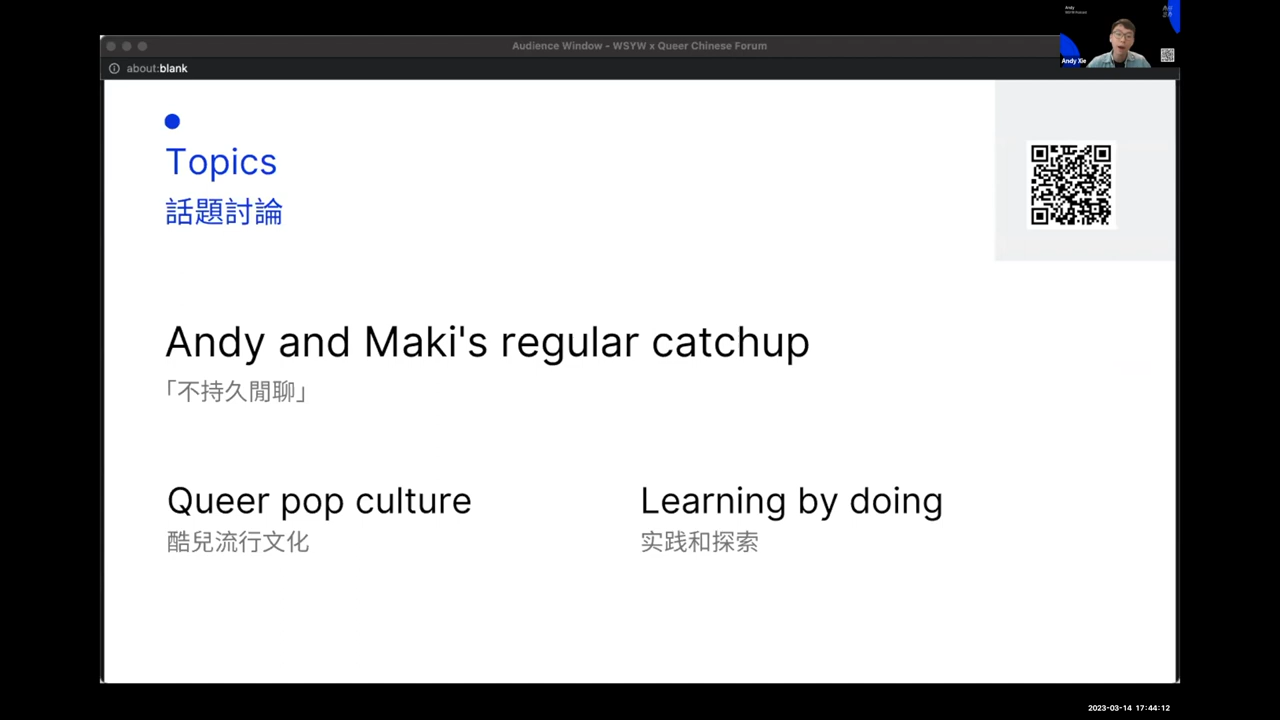 Audience Window - WSYW x Queer Chinese Forum
about:blank
Andy
Andy Xie
Topics
話題討論
Andy and Maki's regular catchup
「不持久閒聊」
Queer pop culture
酷兒流行文化
Learning by doing
实践和探索
2023-03-14 17:44:12